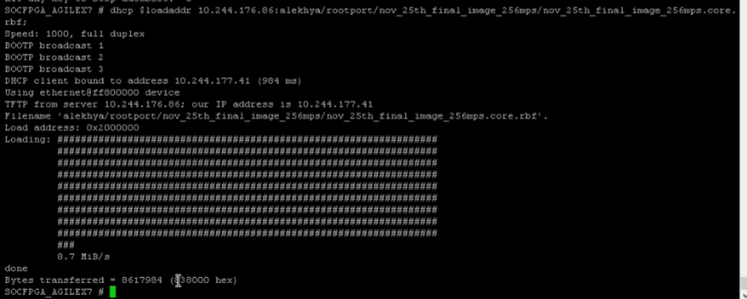 SOCFPGA_AGILEX7 # dhcp $loadaddr 10.244.176.86:alekhya/rootport/nov_25th_final_image_256mps/nov_25th_final_image_256mps.core.
rbf;
Speed: 1000, full duplex
BOOTP broadcast 1
BOOTP broadcast 2
BOOTP broadcast 3
DHCP client bound to address 10.244.177.41 (984 ms)
Using ethernet@ff800000 device
TFTP from server 10.244.176.86; our IP address is 10.244.177.41
Filename 'alekhya/rootport/nov_25th_final_image_256mps/nov_25th_final_image_256mps.core.rbf'.
Load address: 0x2000000
Loading: #################################################################
#################################################################
#################################################################
#################################################################
#################################################################
#################################################################
#################################################################
#################################################################
#################################################################
###
8.7 MiB/s
done
Bytes transferred = 8617984 (838000 hex)
SOCFPGA_AGILEX7 #